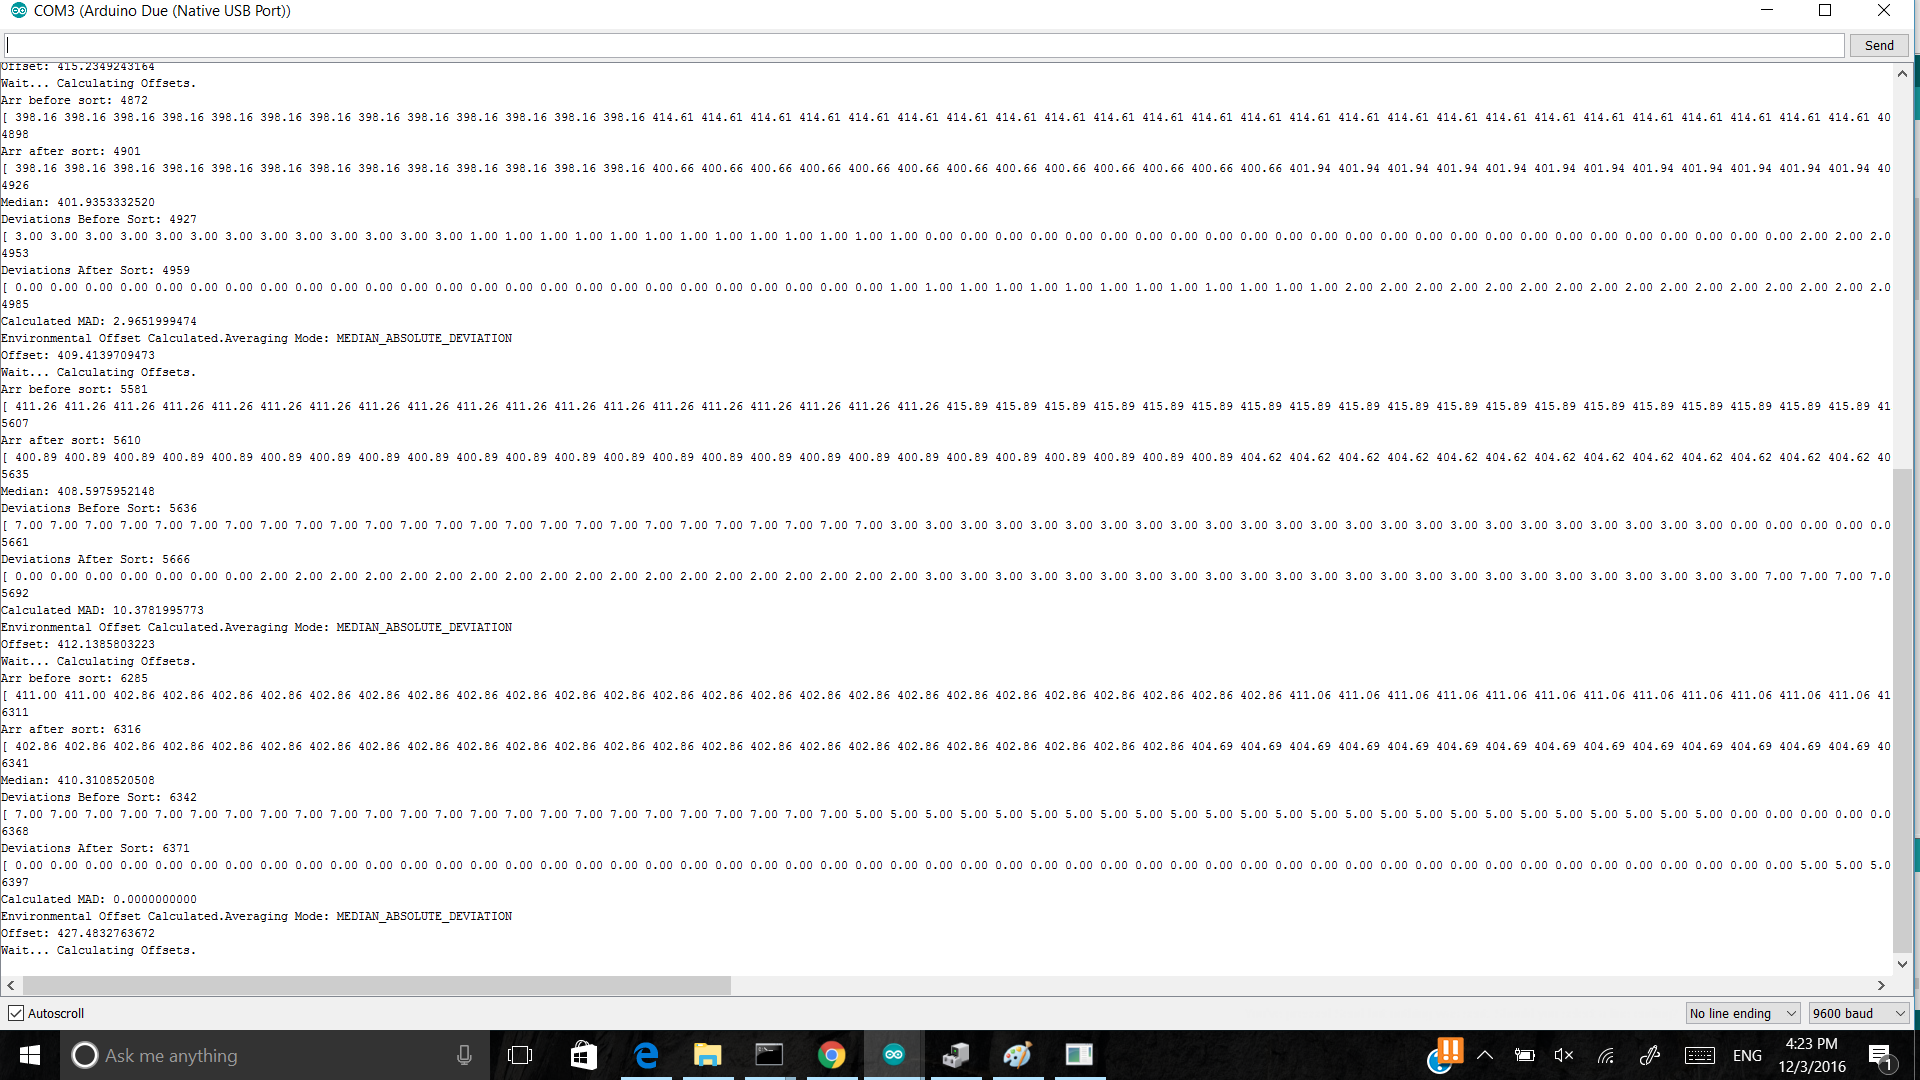 COM3 (Arduino Due (Native USB Port))
Send
Offset: 415.2349243164
Wait... Calculating Offsets.
Arr before sort: 4872
[ 398.16 398.16 398.16 398.16 398.16 398.16 398.16 398.16 398.16 398.16 398.16 398.16 398.16 414.61 414.61 414.61 414.61 414.61 414.61 414.61 414.61 414.61 414.61 414.61 414.61 414.61 414.61 414.61 414.61 414.61 414.61 414.61 414.61 414.61 414.61 414.61 414.61 414.61 40
4898
Arr after sort: 4901
[ 398.16 398.16 398.16 398.16 398.16 398.16 398.16 398.16 398.16 398.16 398.16 398.16 398.16 400.66 400.66 400.66 400.66 400.66 400.66 400.66 400.66 400.66 400.66 400.66 400.66 400.66 401.94 401.94 401.94 401.94 401.94 401.94 401.94 401.94 401.94 401.94 401.94 401.94 40
4926
Median: 401.9353332520
Deviations Before Sort: 4927
[ 3.00 3.00 3.00 3.00 3.00 3.00 3.00 3.00 3.00 3.00 3.00 3.00 3.00 1.00 1.00 1.00 1.00 1.00 1.00 1.00 1.00 1.00 1.00 1.00 1.00 1.00 0.00 0.00 0.00 0.00 0.00 0.00 0.00 0.00 0.00 0.00 0.00 0.00 0.00 0.00 0.00 0.00 0.00 0.00 0.00 0.00 0.00 0.00 0.00 0.00 0.00 2.00 2.00 2.0
4953
Deviations After Sort: 4959
[ 0.00 0.00 0.00 0.00 0.00 0.00 0.00 0.00 0.00 0.00 0.00 0.00 0.00 0.00 0.00 0.00 0.00 0.00 0.00 0.00 0.00 0.00 0.00 0.00 0.00 1.00 1.00 1.00 1.00 1.00 1.00 1.00 1.00 1.00 1.00 1.00 1.00 1.00 2.00 2.00 2.00 2.00 2.00 2.00 2.00 2.00 2.00 2.00 2.00 2.00 2.00 2.00 2.00 2.0
4985
Calculated MAD: 2.9651999474
Environmental Offset Calculated.Averaging Mode: MEDIAN_ABSOLUTE_DEVIATION
Offset: 409.4139709473
Wait... Calculating Offsets.
Arr before sort: 5581
[ 411.26 411.26 411.26 411.26 411.26 411.26 411.26 411.26 411.26 411.26 411.26 411.26 411.26 411.26 411.26 411.26 411.26 411.26 411.26 415.89 415.89 415.89 415.89 415.89 415.89 415.89 415.89 415.89 415.89 415.89 415.89 415.89 415.89 415.89 415.89 415.89 415.89 415.89 41
5607
Arr after sort: 5610
[ 400.89 400.89 400.89 400.89 400.89 400.89 400.89 400.89 400.89 400.89 400.89 400.89 400.89 400.89 400.89 400.89 400.89 400.89 400.89 400.89 400.89 400.89 400.89 400.89 400.89 404.62 404.62 404.62 404.62 404.62 404.62 404.62 404.62 404.62 404.62 404.62 404.62 404.62 40
5635
Median: 408.5975952148
Deviations Before Sort: 5636
[ 7.00 7.00 7.00 7.00 7.00 7.00 7.00 7.00 7.00 7.00 7.00 7.00 7.00 7.00 7.00 7.00 7.00 7.00 7.00 7.00 7.00 7.00 7.00 7.00 7.00 3.00 3.00 3.00 3.00 3.00 3.00 3.00 3.00 3.00 3.00 3.00 3.00 3.00 3.00 3.00 3.00 3.00 3.00 3.00 3.00 3.00 3.00 3.00 3.00 0.00 0.00 0.00 0.00 0.0
5661
Deviations After Sort: 5666
[ 0.00 0.00 0.00 0.00 0.00 0.00 0.00 2.00 2.00 2.00 2.00 2.00 2.00 2.00 2.00 2.00 2.00 2.00 2.00 2.00 2.00 2.00 2.00 2.00 2.00 2.00 3.00 3.00 3.00 3.00 3.00 3.00 3.00 3.00 3.00 3.00 3.00 3.00 3.00 3.00 3.00 3.00 3.00 3.00 3.00 3.00 3.00 3.00 3.00 3.00 7.00 7.00 7.00 7.0
5692
Calculated MAD: 10.3781995773
Environmental Offset Calculated.Averaging Mode: MEDIAN_ABSOLUTE_DEVIATION
Offset: 412.1385803223
Wait... Calculating Offsets.
Arr before sort: 6285
[ 411.00 411.00 402.86 402.86 402.86 402.86 402.86 402.86 402.86 402.86 402.86 402.86 402.86 402.86 402.86 402.86 402.86 402.86 402.86 402.86 402.86 402.86 402.86 402.86 402.86 402.86 411.06 411.06 411.06 411.06 411.06 411.06 411.06 411.06 411.06 411.06 411.06 411.06 41
6311
Arr after sort: 6316
[ 402.86 402.86 402.86 402.86 402.86 402.86 402.86 402.86 402.86 402.86 402.86 402.86 402.86 402.86 402.86 402.86 402.86 402.86 402.86 402.86 402.86 402.86 402.86 402.86 404.69 404.69 404.69 404.69 404.69 404.69 404.69 404.69 404.69 404.69 404.69 404.69 404.69 404.69 40
6341
Median: 410.3108520508
Deviations Before Sort: 6342
[ 7.00 7.00 7.00 7.00 7.00 7.00 7.00 7.00 7.00 7.00 7.00 7.00 7.00 7.00 7.00 7.00 7.00 7.00 7.00 7.00 7.00 7.00 7.00 7.00 5.00 5.00 5.00 5.00 5.00 5.00 5.00 5.00 5.00 5.00 5.00 5.00 5.00 5.00 5.00 5.00 5.00 5.00 5.00 5.00 5.00 5.00 5.00 5.00 5.00 0.00 0.00 0.00 0.00 0.0
6368
Deviations After Sort: 6371
[ 0.00 0.00 0.00 0.00 0.00 0.00 0.00 0.00 0.00 0.00 0.00 0.00 0.00 0.00 0.00 0.00 0.00 0.00 0.00 0.00 0.00 0.00 0.00 0.00 0.00 0.00 0.00 0.00 0.00 0.00 0.00 0.00 0.00 0.00 0.00 0.00 0.00 0.00 0.00 0.00 0.00 0.00 0.00 0.00 0.00 0.00 0.00 0.00 0.00 0.00 0.00 5.00 5.00 5.0
6397
Calculated MAD: 0.0000000000
Environmental Offset Calculated.Averaging Mode: MEDIAN_ABSOLUTE_DEVIATION
Offset: 427.4832763672
Wait... Calculating Offsets.
Autoscroll
No line ending
9600 baud
Ask me anything
ENG
4:23 PM
12/3/2016
1